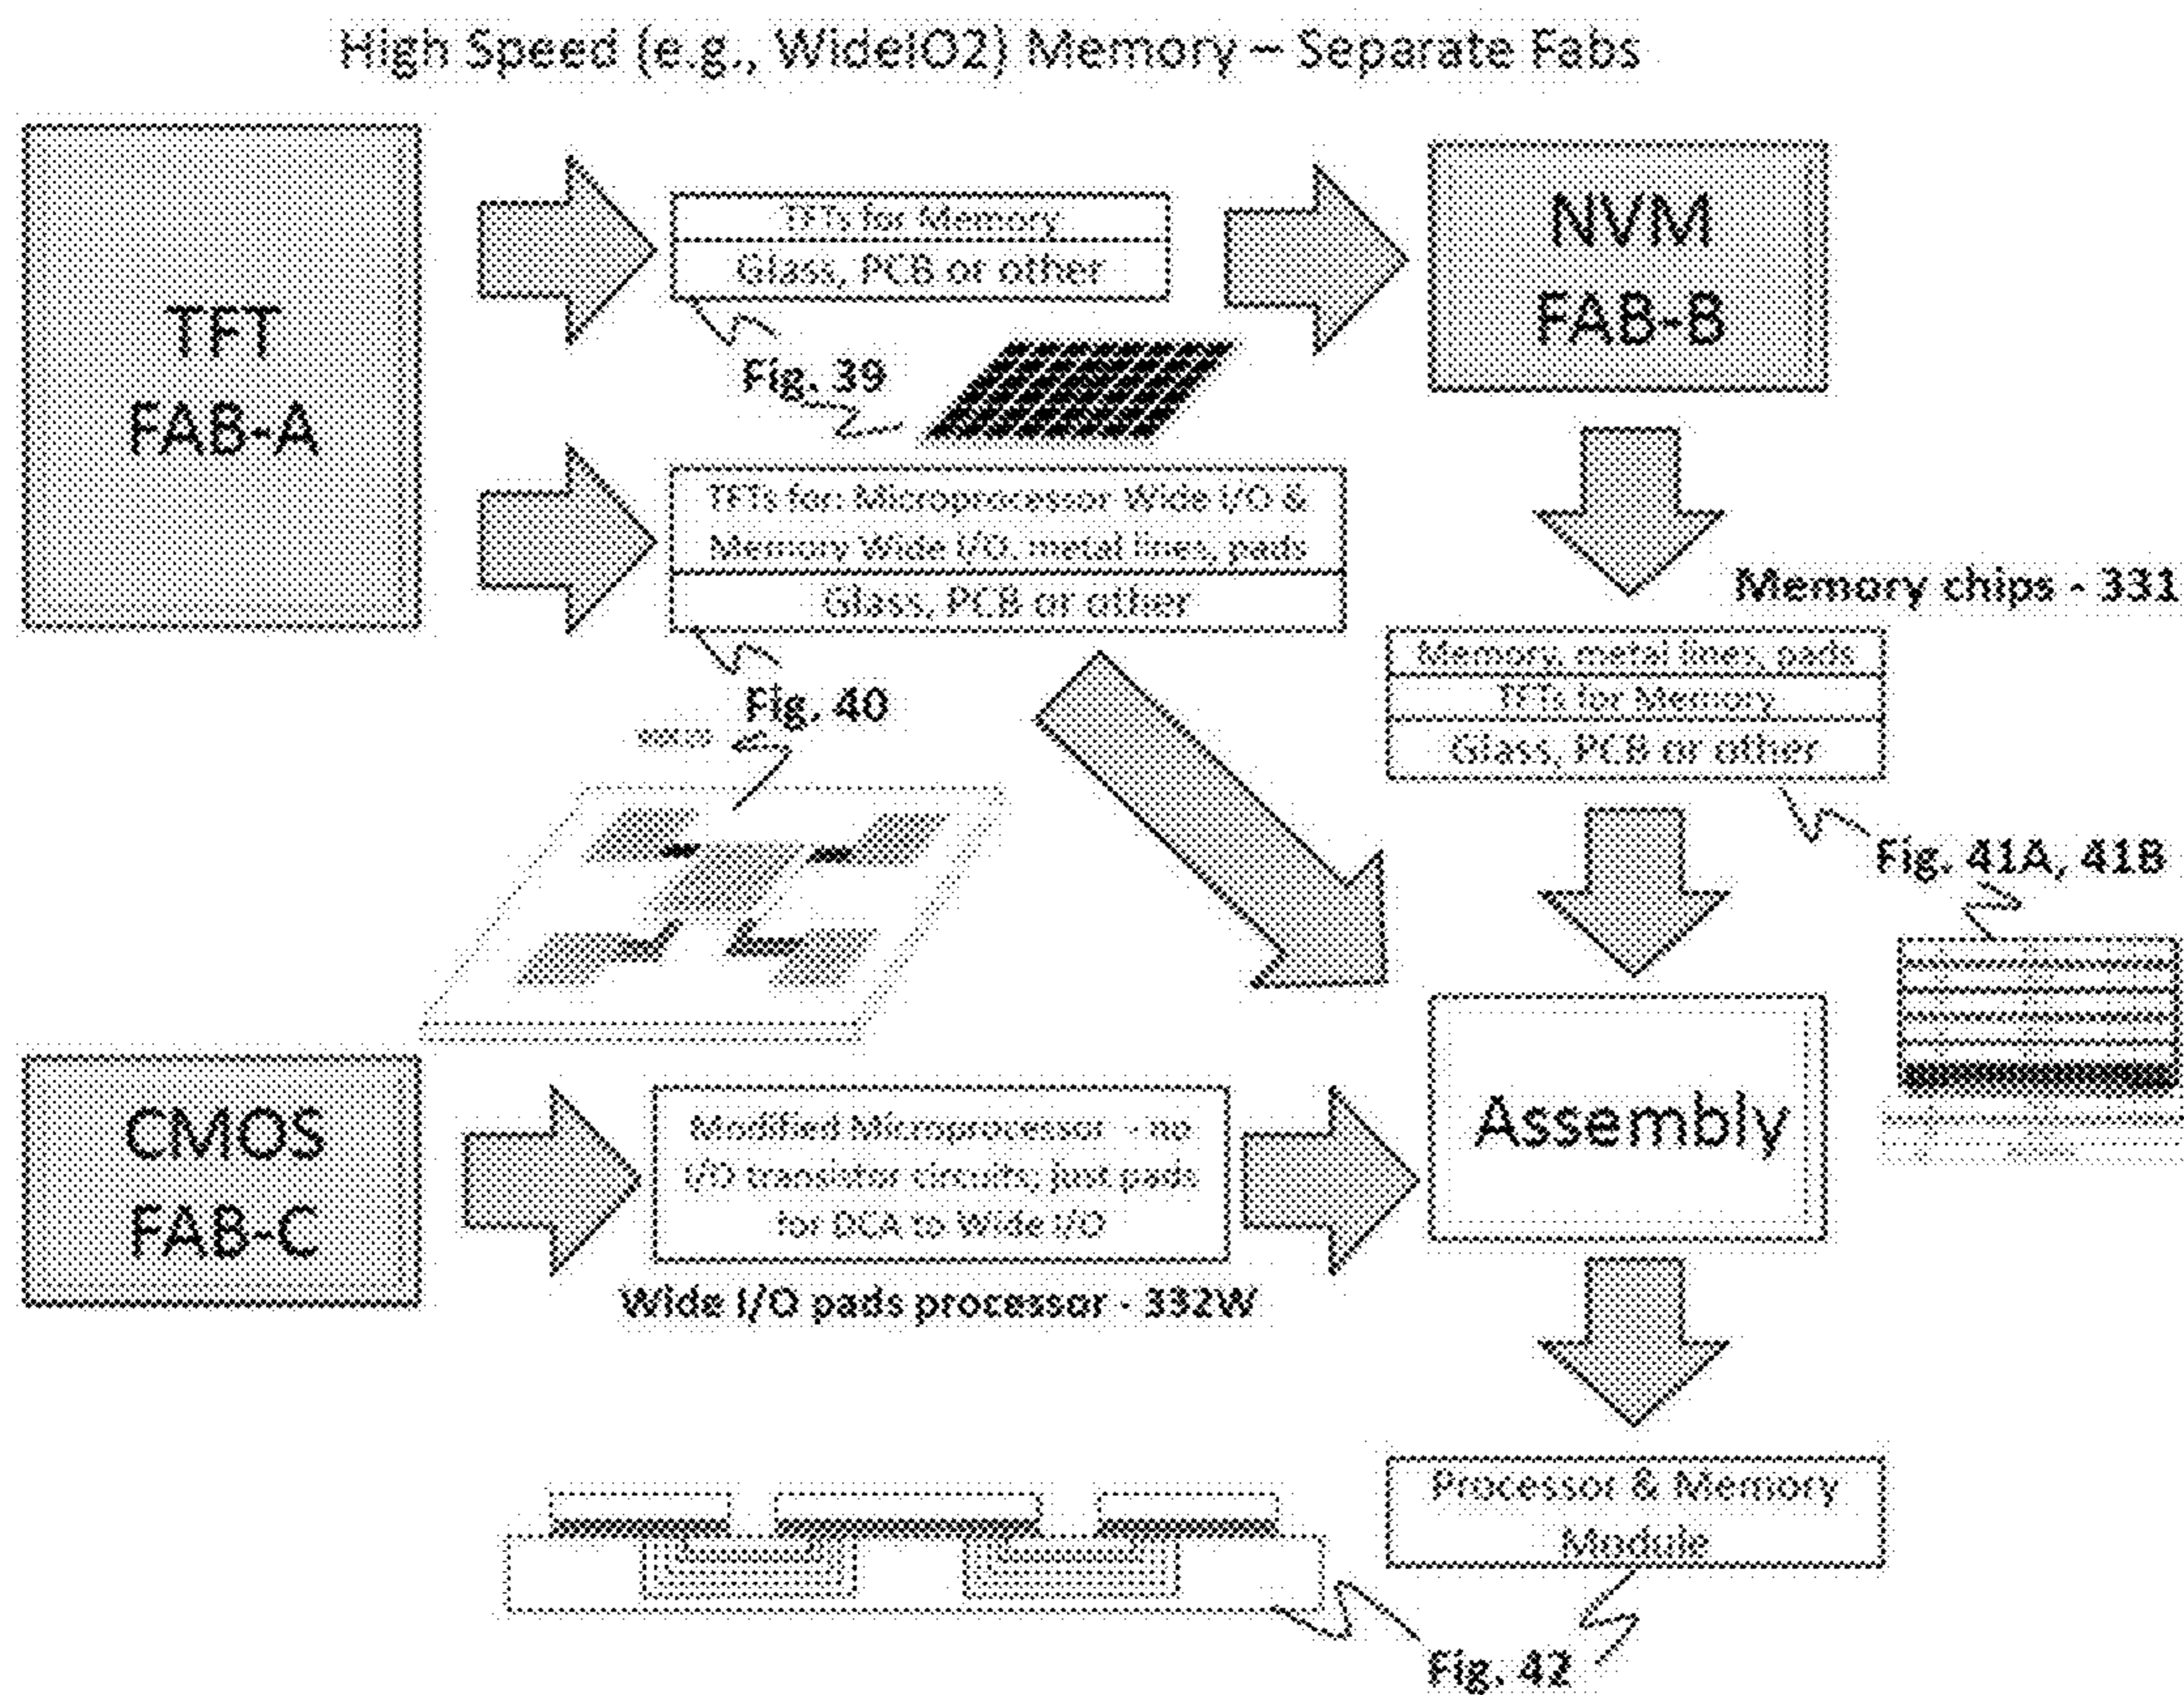 High Speed (e.g., WideIO2) Memory – Separate Fabs
TFT
FAB-A
TFTs for Memory
Glass, PCB or other
NVM
FAB-B
Fig. 39
TFTs for: Microprocessor Wide I/O &
Memory Wide I/O, metal lines, pads
Glass, PCB or other
Fig. 40
Memory chips - 331
Memory, metal lines, pads
TFTs for Memory
Glass, PCB or other
Fig. 41A, 41B
CMOS
FAB-C
Modified Microprocessor - no
I/O transistor circuits, just pads
for DCA to Wide I/O
Wide I/O pads processor - 332W
Assembly
Processor & Memory
Module
Fig. 42